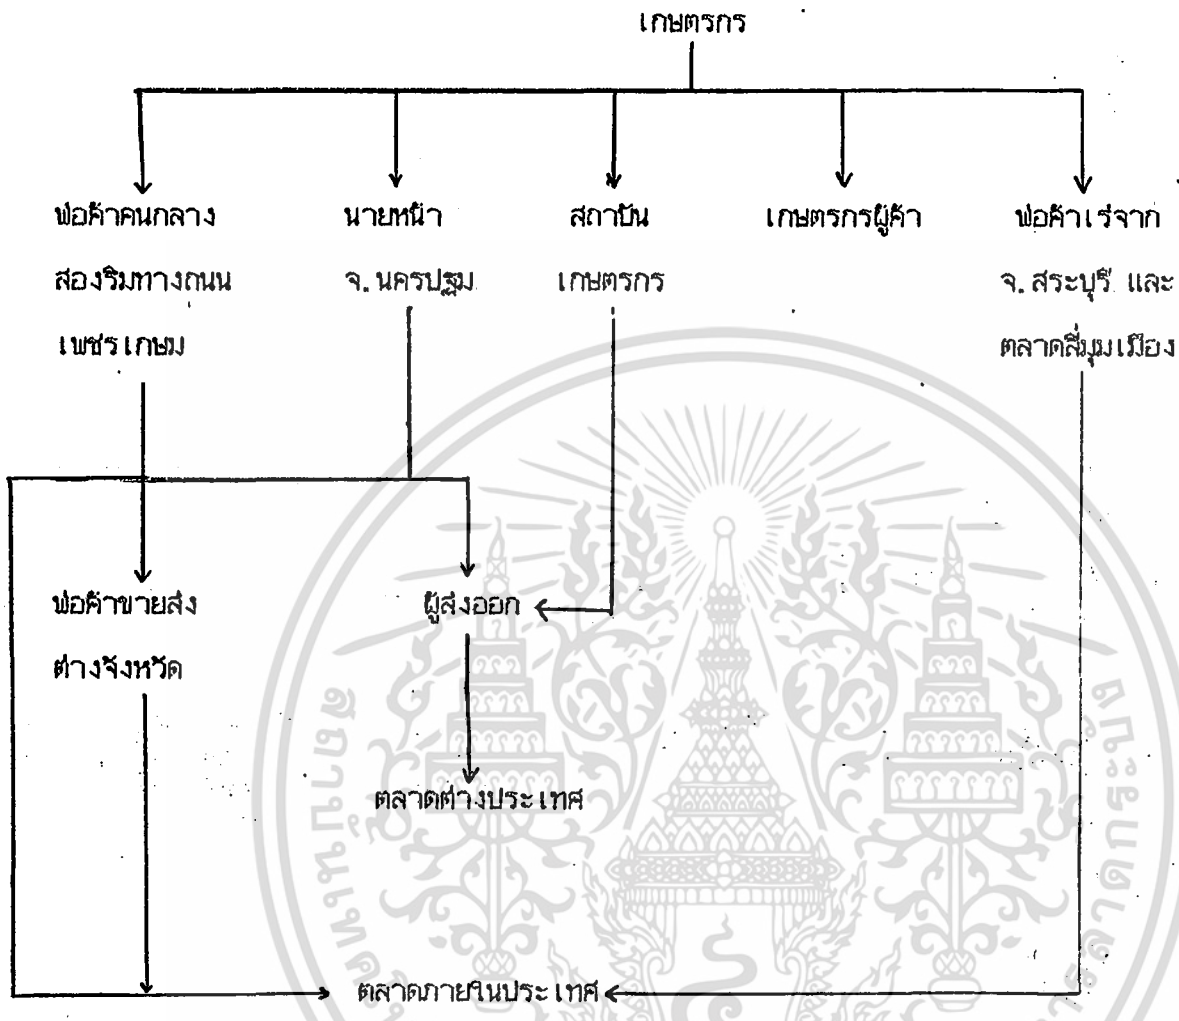 เกษตรกร
พ่อค้าคนกลาง
สองริมทางถนน
เพชรเกษม
นายหน้า
จ. นครปฐม
สถาบัน
เกษตรกร
เกษตรกรผู้ค้า
พ่อค้าเร่จาก
จ. สระบุรี และ
ตลาดสี่มุมเมือง
พ่อค้าขายส่ง
ต่างจังหวัด
ผู้ส่งออก
ตลาดต่างประเทศ
ตลาดภายในประเทศ